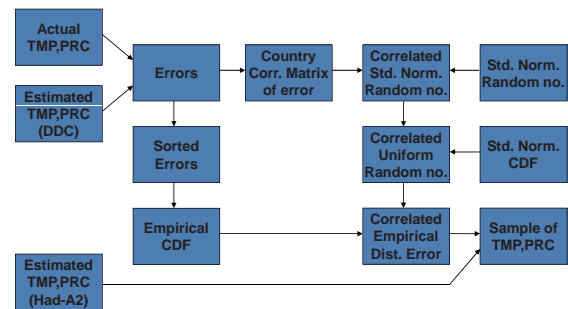 Actual
TMP,PRC
Errors
Country
Corr. Matrix
of error
Correlated
Std. Norm.
Random no.
Std. Norm.
Random no.
Estimated
TMP,PRC
(DDC)
Sorted
Errors
Correlated
Uniform
Random no.
Std. Norm.
CDF
Empirical
CDF
Correlated
Empirical
Dist. Error
Sample of
TMP,PRC
Estimated
TMP,PRC
(Had-A2)